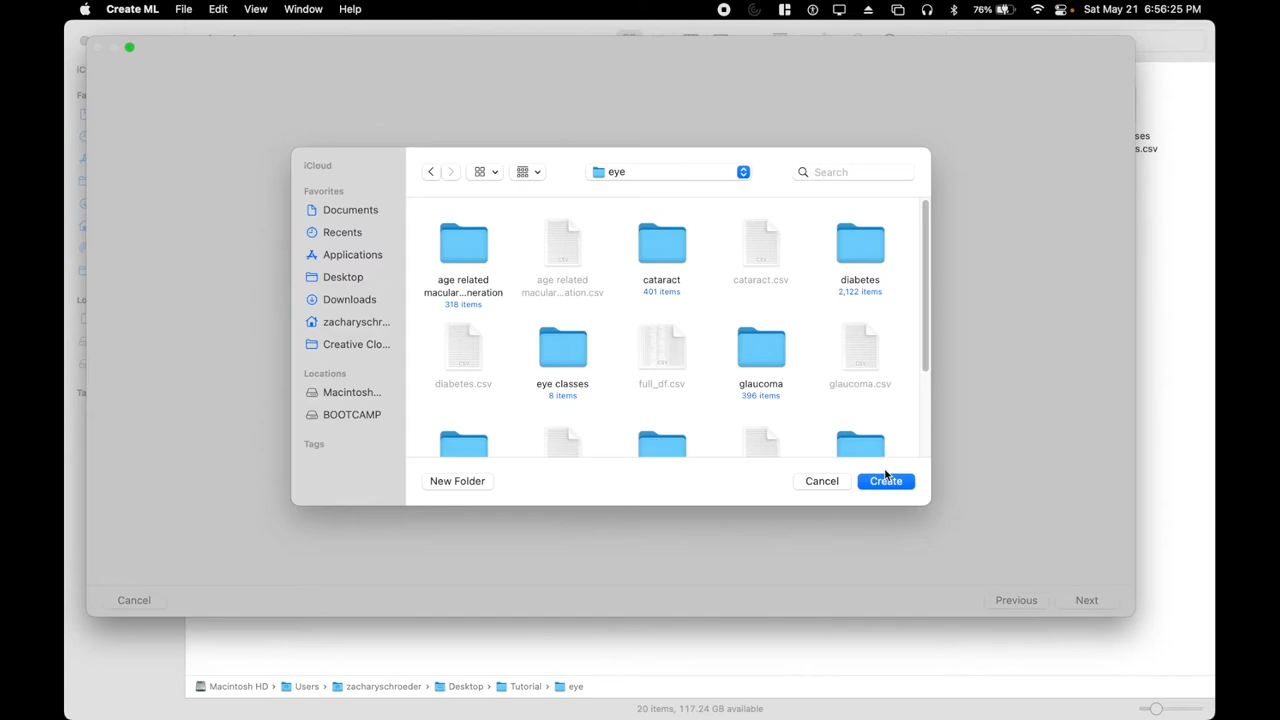 Create ML File Edit View Window Help 76% Sat May 21 6:56:25 PM
iCloud
eye
Search
Favorites
Documents
Recents
Applications
Desktop
Downloads
zacharyschr...
Creative Clo...
Locations
Macintosh...
BOOTCAMP
Tags
age related
macular...neration
318 items
age related
macular...ation.csv
cataract
401 items
cataract.csv
diabetes
2,122 items
diabetes.csv
eye classes
8 items
full_df.csv
glaucoma
396 items
glaucoma.csv
New Folder
Cancel
Create
ses
s.csv
Cancel
Previous
Next
Macintosh HD › Users › zacharyschroeder › Desktop › Tutorial › eye
20 items, 117.24 GB available